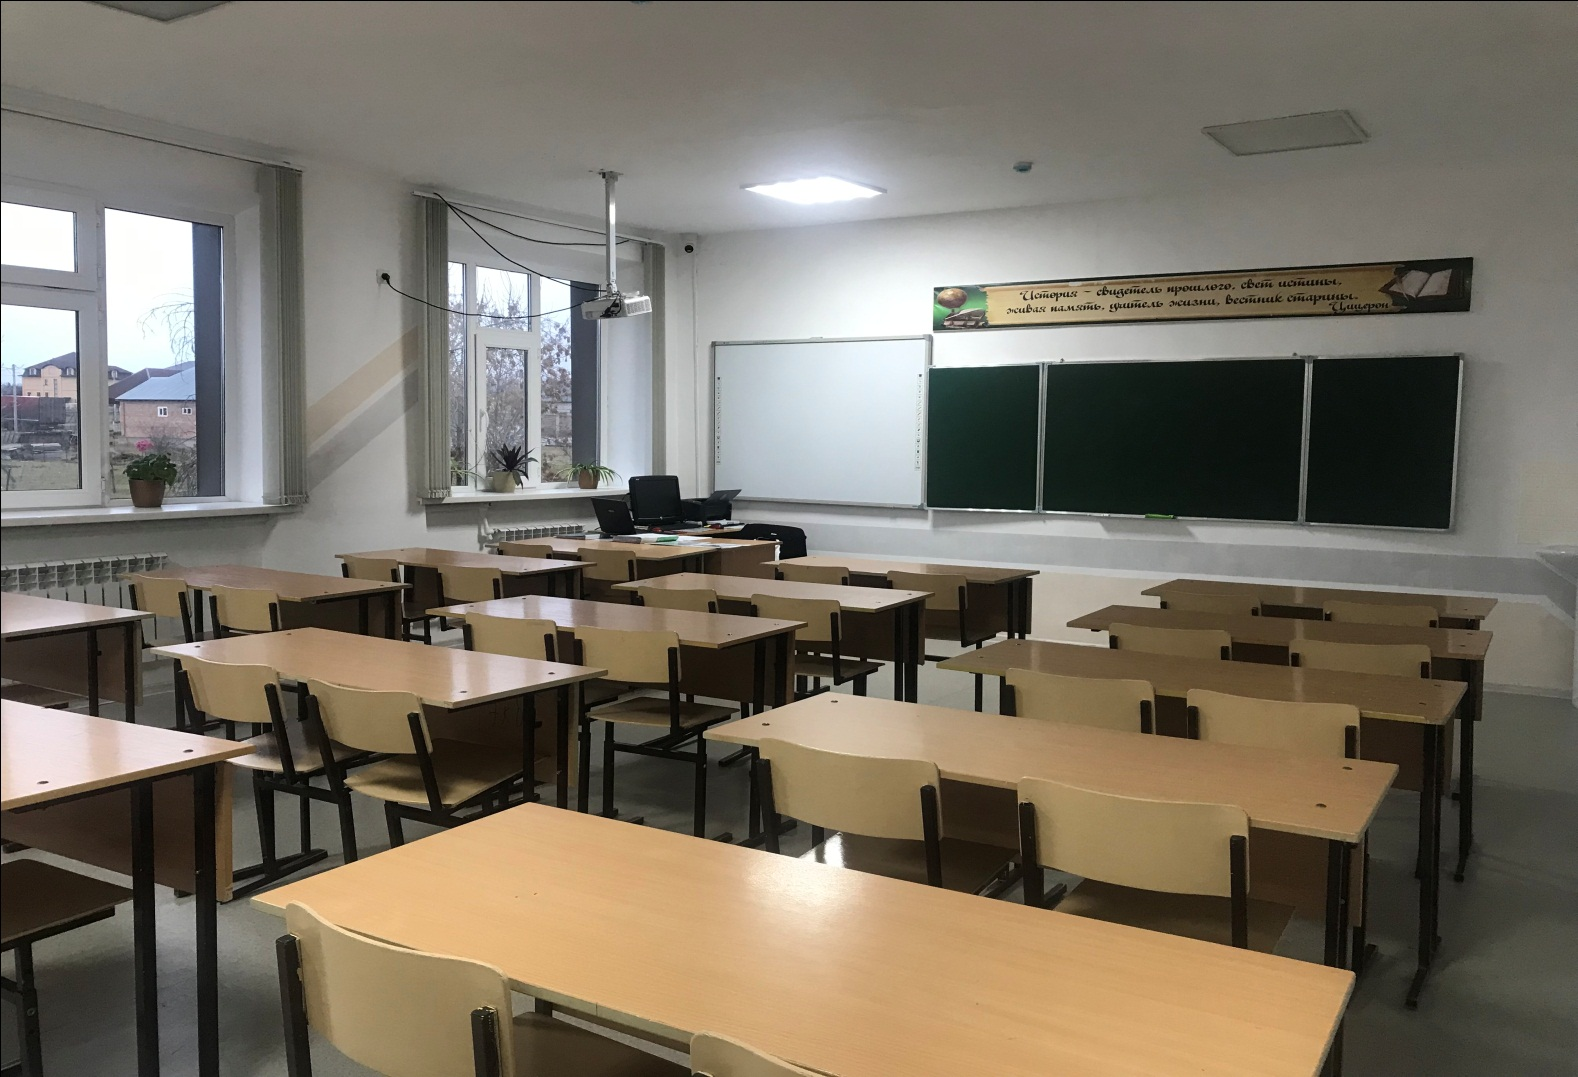 История - свидетель прошлого, свет истины,
живая память, учитель жизни, вестник старины.
Цицерон